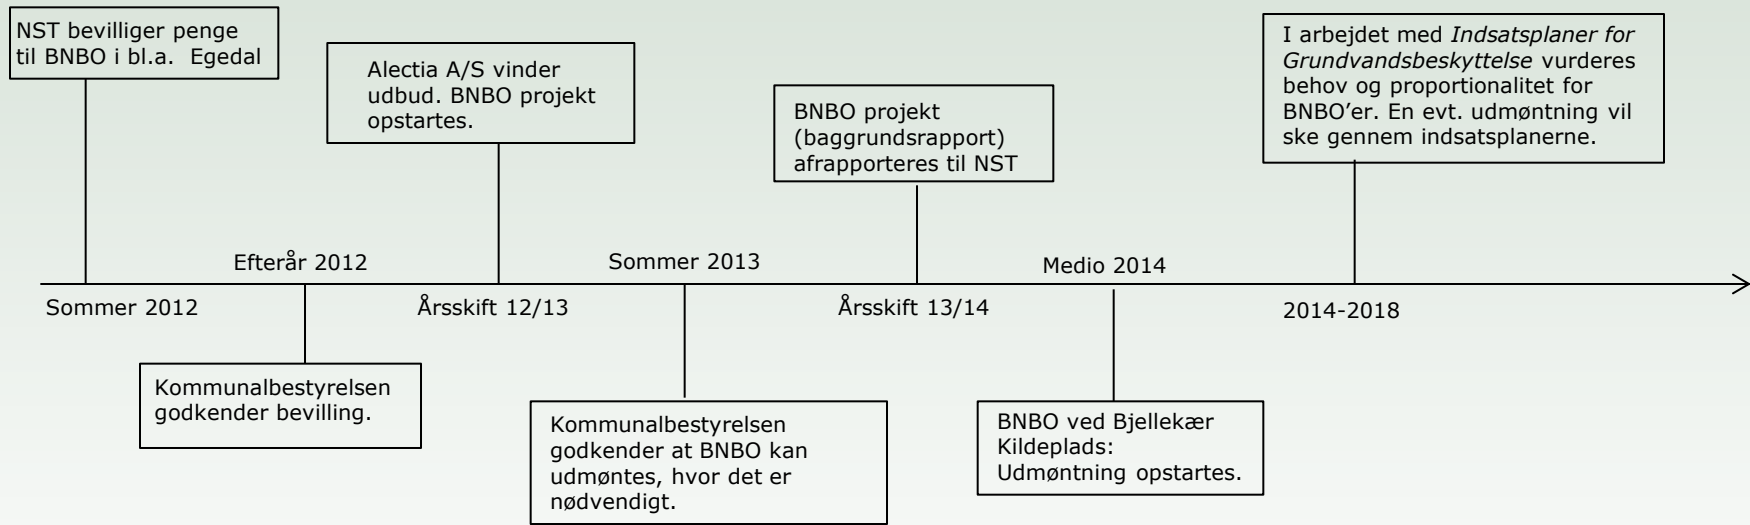 NST bevilliger penge
til BNBO i bl.a. Egedal
Alectia A/S vinder
udbud. BNBO projekt
opstartes.
BNBO projekt
(baggrundsrapport)
afrapporteres til NST
I arbejdet med Indsatsplaner for
Grundvandsbeskyttelse vurderes
behov og proportionalitet for
BNBO’er. En evt. udmøntning vil
ske gennem indsatsplanerne.
Efterår 2012
Sommer 2013
Medio 2014
Sommer 2012
Årsskift 12/13
Årsskift 13/14
2014-2018
Kommunalbestyrelsen
godkender bevilling.
Kommunalbestyrelsen
godkender at BNBO kan
udmøntes, hvor det er
nødvendigt.
BNBO ved Bjellekær
Kildeplads:
Udmøntning opstartes.